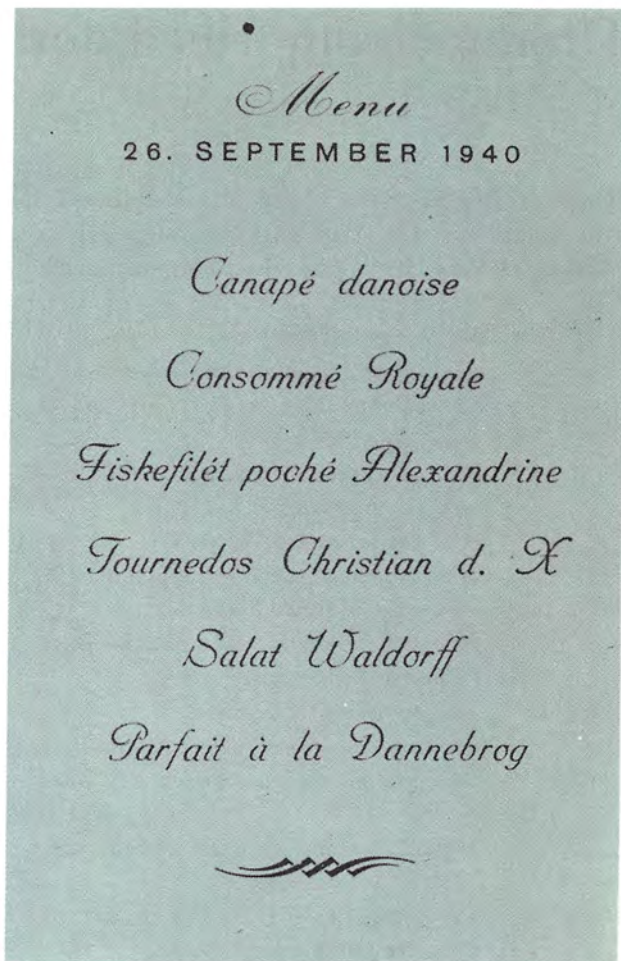 Menu
26. SEPTEMBER 1940
Canapé danoise
Consommé Royale
Fiskefilét poché Alexandrine
Tournedos Christian d. X
Salat Waldorff
Parfait à la Dannebrog